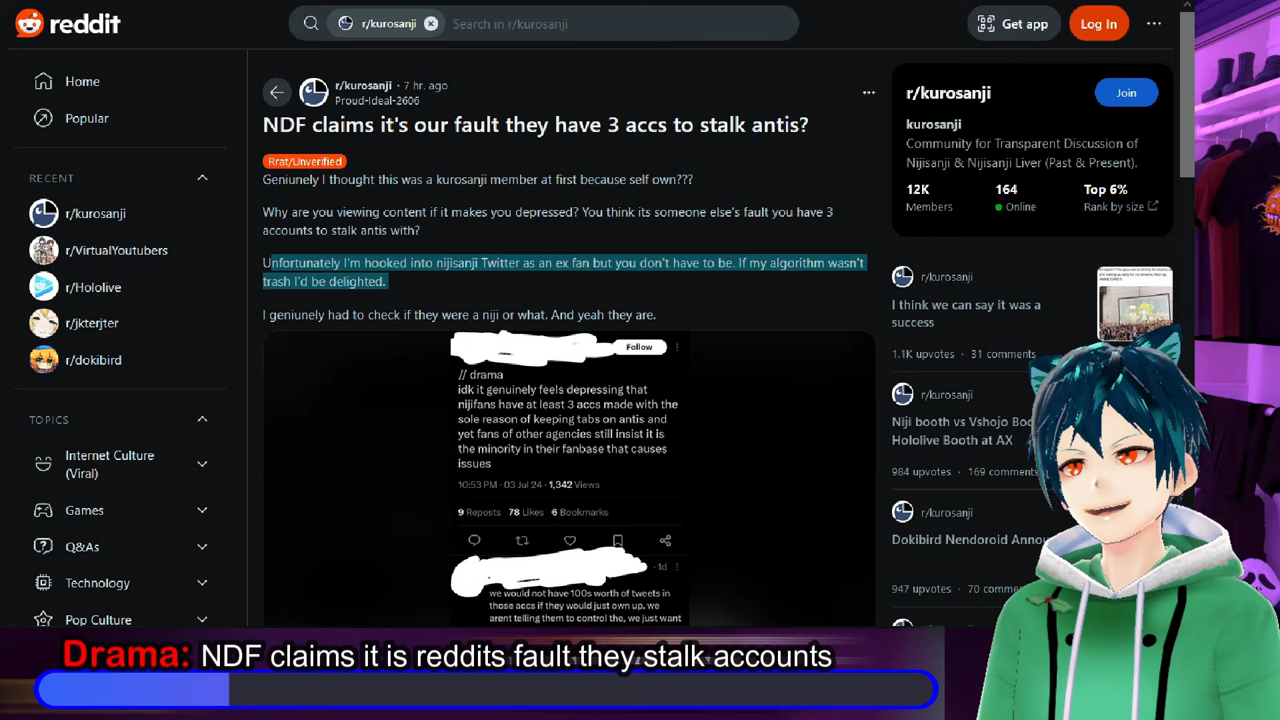 reddit
r/kurosanji
Search in r/kurosanji
Get app
Log In
Home
Popular
RECENT
r/kurosanji
r/VirtualYoutubers
r/Hololive
r/jkterjter
r/dokibird
TOPICS
Internet Culture
(Viral)
Games
Q&As
Technology
Pop Culture
r/kurosanji • 7 hr. ago
Proud-Ideal-2606
NDF claims it's our fault they have 3 accs to stalk antis?
Rrat/Unverified
Geniunely I thought this was a kurosanji member at first because self own???
Why are you viewing content if it makes you depressed? You think its someone else's fault you have 3
accounts to stalk antis with?
Unfortunately I'm hooked into nijisanji Twitter as an ex fan but you don't have to be. If my algorithm wasn't
trash I'd be delighted.
I geniunely had to check if they were a niji or what. And yeah they are.
Follow
// drama
idk it genuinely feels depressing that
nijifans have at least 3 accs made with the
sole reason of keeping tabs on antis and
yet fans of other agencies still insist it is
the minority in their fanbase that causes
issues
10:53 PM · 03 Jul 24 · 1,342 Views
9 Reposts 78 Likes 6 Bookmarks
· 1d
we would not have 100s worth of tweets in
those accs if they would just own up. we
arent telling them to control the, we just want
r/kurosanji
Join
kurosanji
Community for Transparent Discussion of
Nijisanji & Nijisanji Liver (Past & Present).
12K 164 Top 6%
Members Online Rank by size
r/kurosanji
I think we can say it was a
success
1.1K upvotes • 31 comments
r/kurosanji
Niji booth vs Vshojo Boo
Hololive Booth at AX
984 upvotes • 169 comments
r/kurosanji
Dokibird Nendoroid Annou
947 upvotes • 70 comme
Drama: NDF claims it is reddits fault they stalk accounts